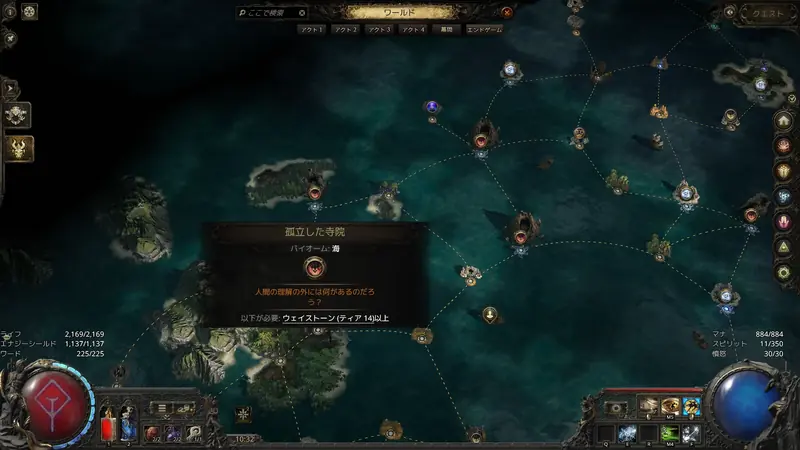 ここで検索
ワールド
クエスト
アクト 1
アクト 2
アクト 3
アクト 4
幕間
エンドゲーム
孤立した寺院
バイオーム: 海
人間の理解の外には何があるのだろ
う?
以下が必要: ウェイストーン (ティア 14)以上
ライフ 2,169/2,169
エナジーシールド 1,137/1,137
ワード 225/225
マナ 884/884
スピリット 11/350
憤怒 30/30
10:32
2/2
2/2